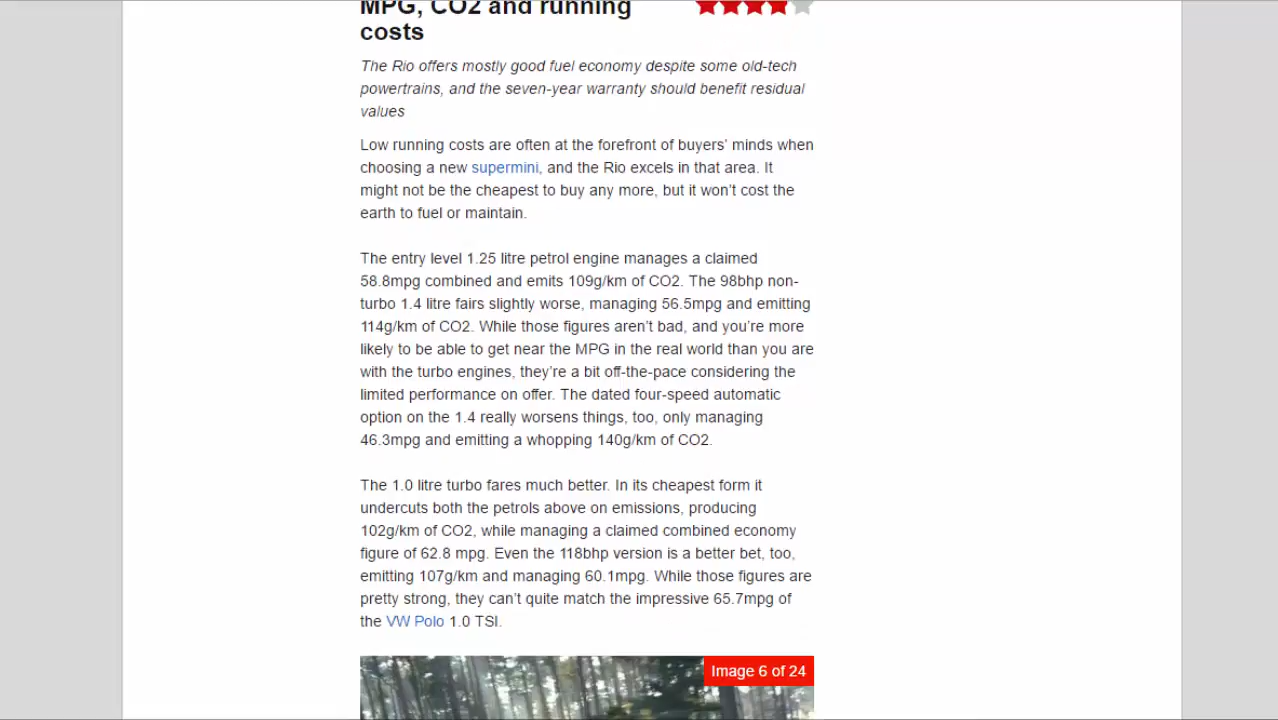 MPG, CO2 and running
costs
The Rio offers mostly good fuel economy despite some old-tech
powertrains, and the seven-year warranty should benefit residual
values
Low running costs are often at the forefront of buyers’ minds when
choosing a new supermini, and the Rio excels in that area. It
might not be the cheapest to buy any more, but it won’t cost the
earth to fuel or maintain.
The entry level 1.25 litre petrol engine manages a claimed
58.8mpg combined and emits 109g/km of CO2. The 98bhp non-
turbo 1.4 litre fairs slightly worse, managing 56.5mpg and emitting
114g/km of CO2. While those figures aren’t bad, and you’re more
likely to be able to get near the MPG in the real world than you are
with the turbo engines, they’re a bit off-the-pace considering the
limited performance on offer. The dated four-speed automatic
option on the 1.4 really worsens things, too, only managing
46.3mpg and emitting a whopping 140g/km of CO2.
The 1.0 litre turbo fares much better. In its cheapest form it
undercuts both the petrols above on emissions, producing
102g/km of CO2, while managing a claimed combined economy
figure of 62.8 mpg. Even the 118bhp version is a better bet, too,
emitting 107g/km and managing 60.1mpg. While those figures are
pretty strong, they can’t quite match the impressive 65.7mpg of
the VW Polo 1.0 TSI.
Image 6 of 24